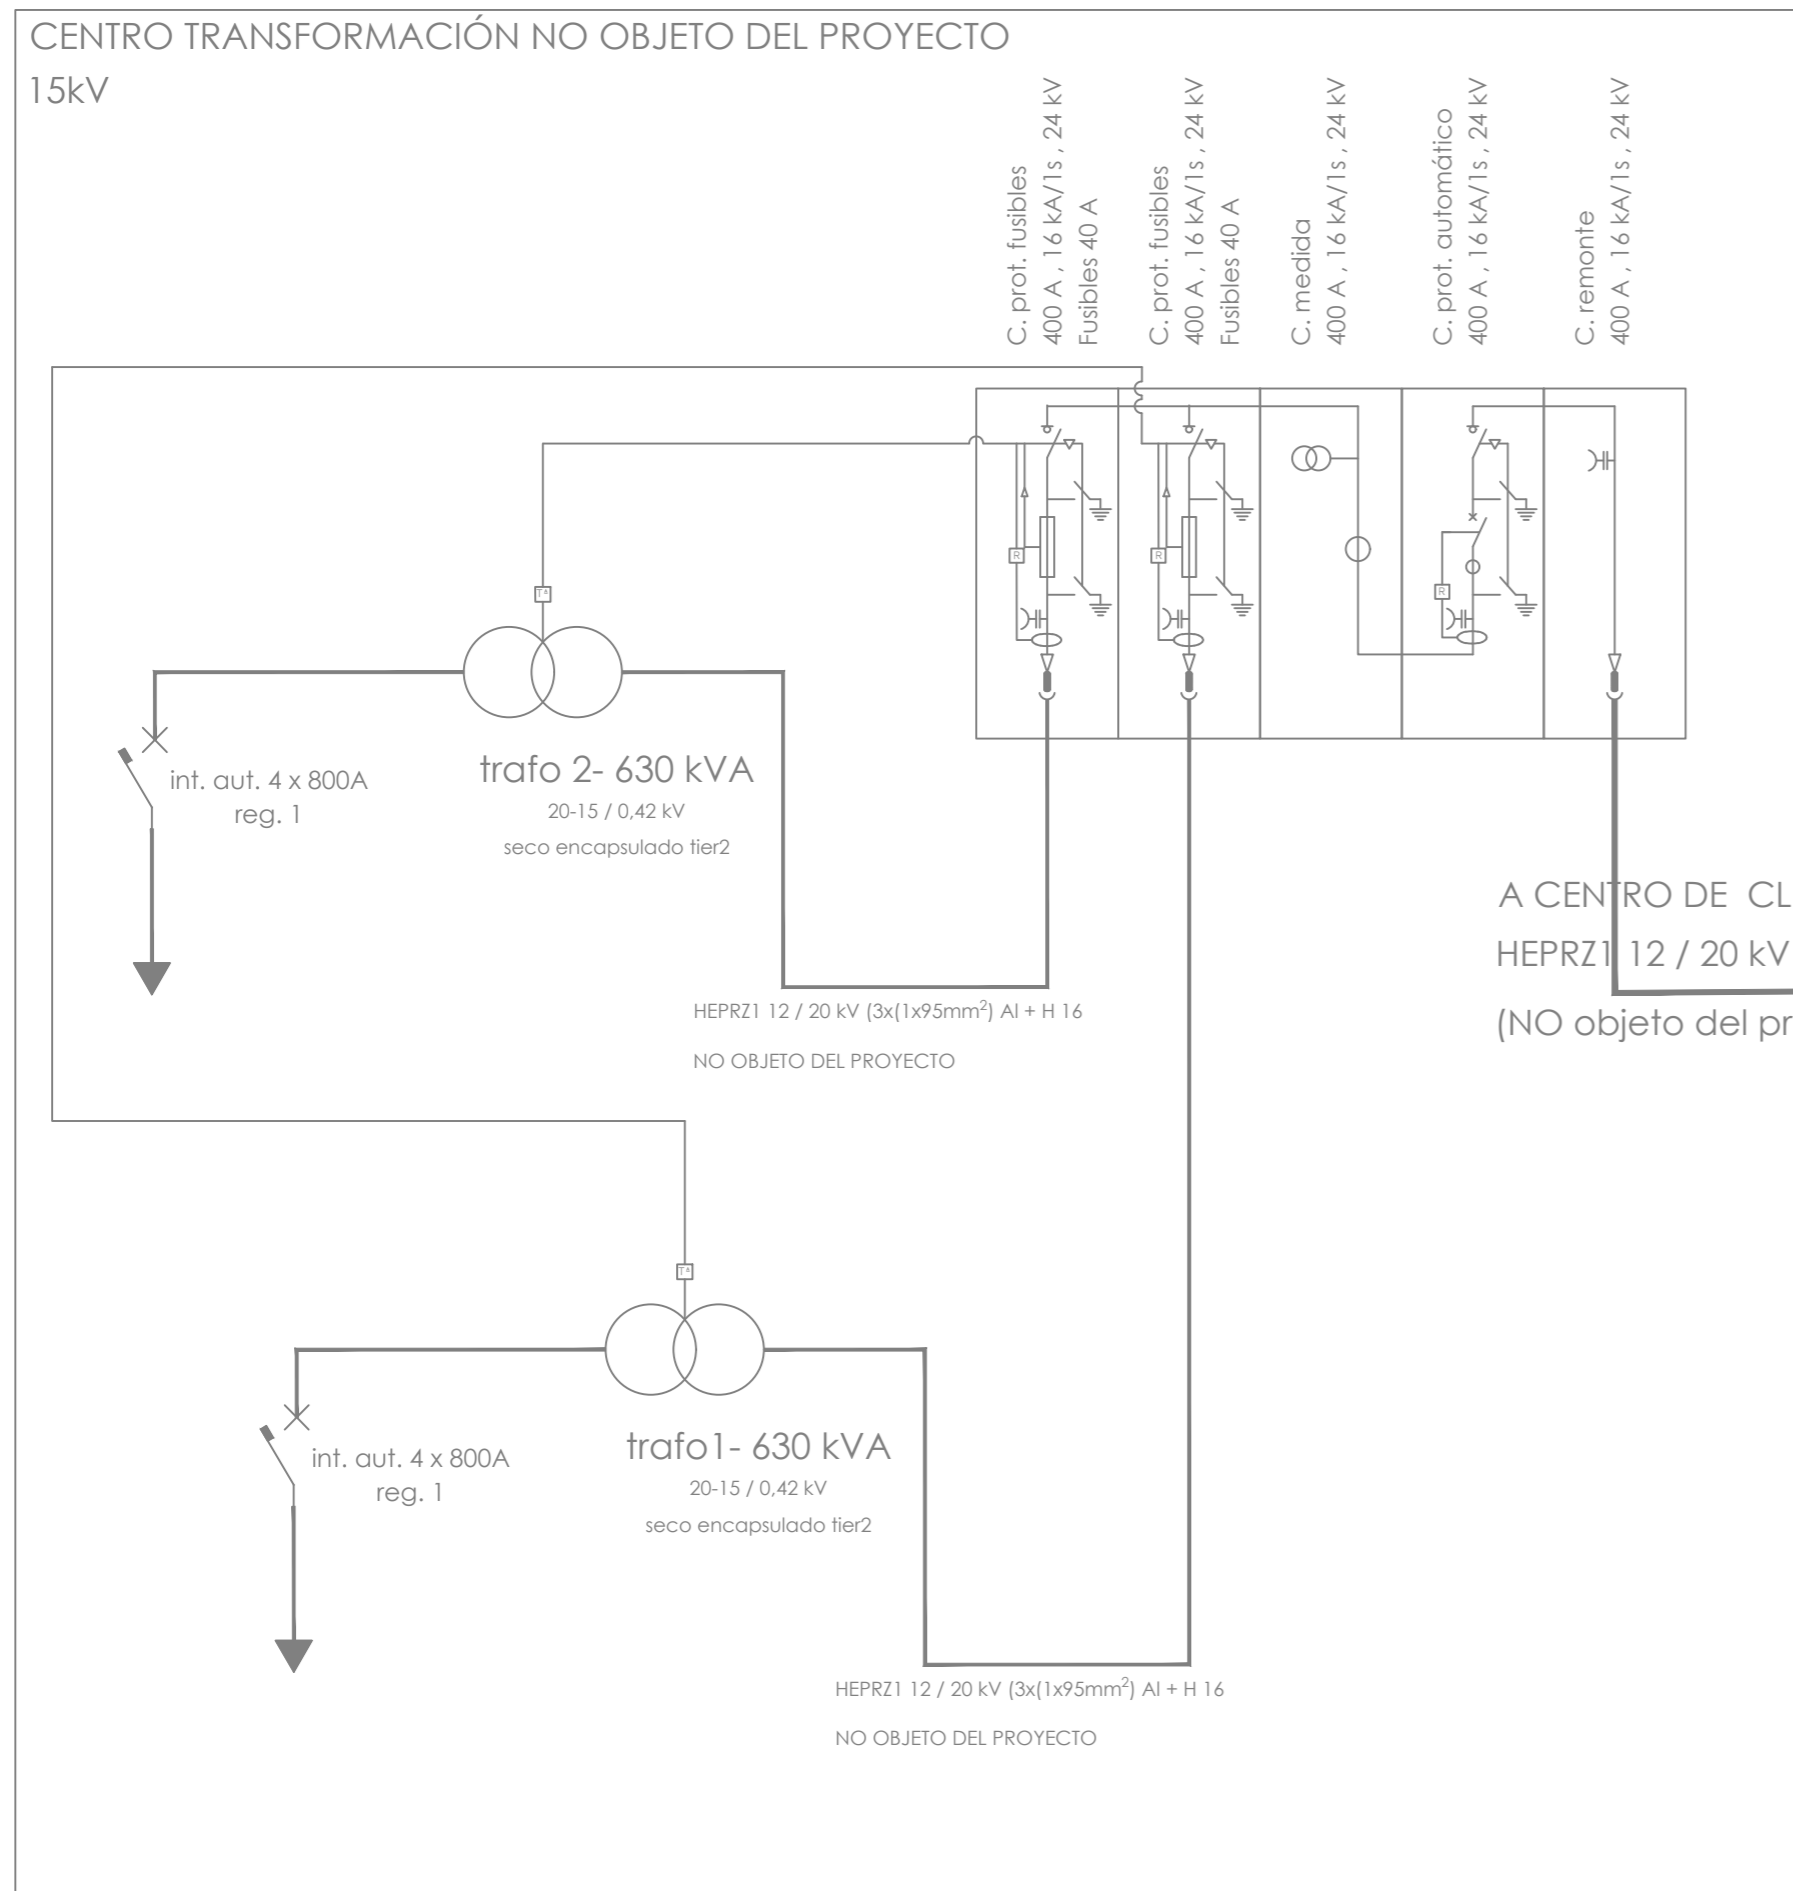 CENTRO TRANSFORMACIÓN NO OBJETO DEL PROYECTO
15kV
C. prot. fusibles
400 A , 16 kA/1s , 24 kV
Fusibles 40 A
C. prot. fusibles
400 A , 16 kA/1s , 24 kV
Fusibles 40 A
C. medida
400 A , 16 kA/1s , 24 kV
C. prot. automático
400 A , 16 kA/1s , 24 kV
C. remonte
400 A , 16 kA/1s , 24 kV
R
R
R
Tª
trafo 2- 630 kVA
20-15 / 0,42 kV
seco encapsulado tier2
int. aut. 4 x 800A
reg. 1
A CENTRO DE CL
HEPRZ1 12 / 20 kV
(NO objeto del pr
HEPRZ1 12 / 20 kV (3x(1x95mm²) Al + H 16
NO OBJETO DEL PROYECTO
Tª
trafo1- 630 kVA
20-15 / 0,42 kV
seco encapsulado tier2
int. aut. 4 x 800A
reg. 1
HEPRZ1 12 / 20 kV (3x(1x95mm²) Al + H 16
NO OBJETO DEL PROYECTO